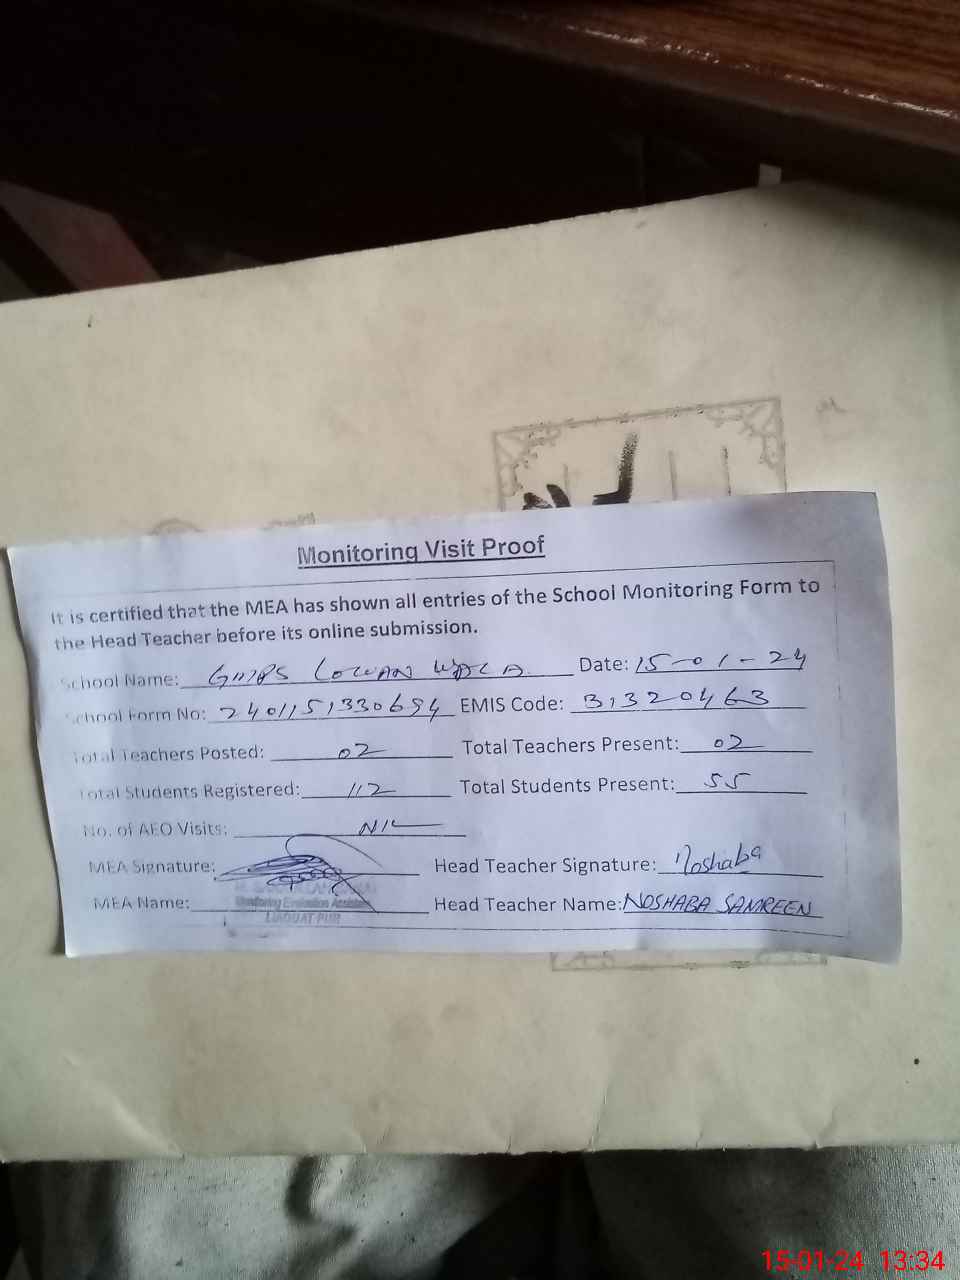 Monitoring Visit Proof
It is certified that the MEA has shown all entries of the School Monitoring Form to
the Head Teacher before its online submission.
School Name: GMPS LOWAN WALA Date: 15-01-24
School Form No: 2401151330694 EMIS Code: 31320463
Total Teachers Posted: 02 Total Teachers Present: 02
Total Students Registered: 112 Total Students Present: 55
No. of AEO Visits: NIL
MEA Signature: Head Teacher Signature: Noshaba
MEA Name: Head Teacher Name: NOSHABA SAMREEN
Monitoring Evaluation Assistant
LIAQUAT PUR
15-01-24 13:34